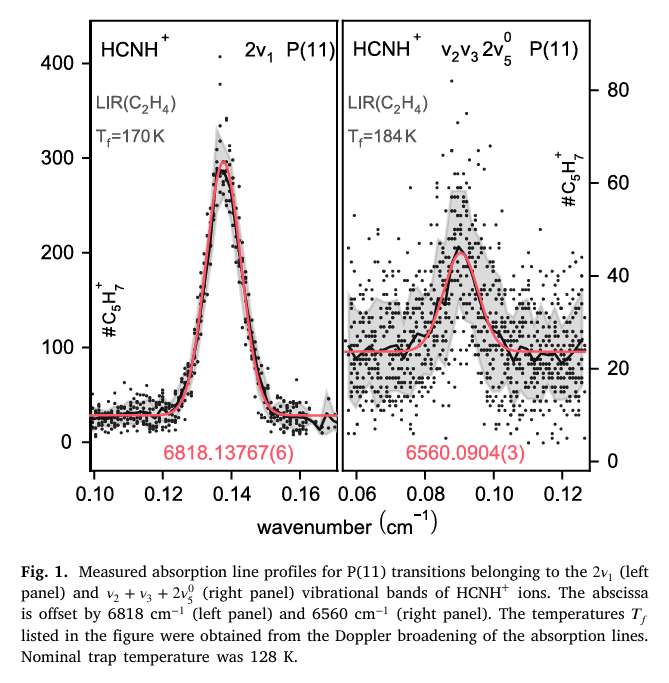 HCNH⁺ 2ν₁ P(11)
LIR(C₂H₄)
T_f=170 K
#C₅H₇⁺
6818.13767(6)
400
300
200
100
0
0.10 0.12 0.14 0.16
HCNH⁺ ν₂ν₃2ν₅⁰ P(11)
LIR(C₂H₄)
T_f=184 K
#C₅H₇⁺
6560.0904(3)
80
60
40
20
0
0.06 0.08 0.10 0.12
wavenumber (cm⁻¹)
Fig. 1. Measured absorption line profiles for P(11) transitions belonging to the 2ν₁ (left
panel) and ν₂ + ν₃ + 2ν₅⁰ (right panel) vibrational bands of HCNH⁺ ions. The abscissa
is offset by 6818 cm⁻¹ (left panel) and 6560 cm⁻¹ (right panel). The temperatures T_f
listed in the figure were obtained from the Doppler broadening of the absorption lines.
Nominal trap temperature was 128 K.